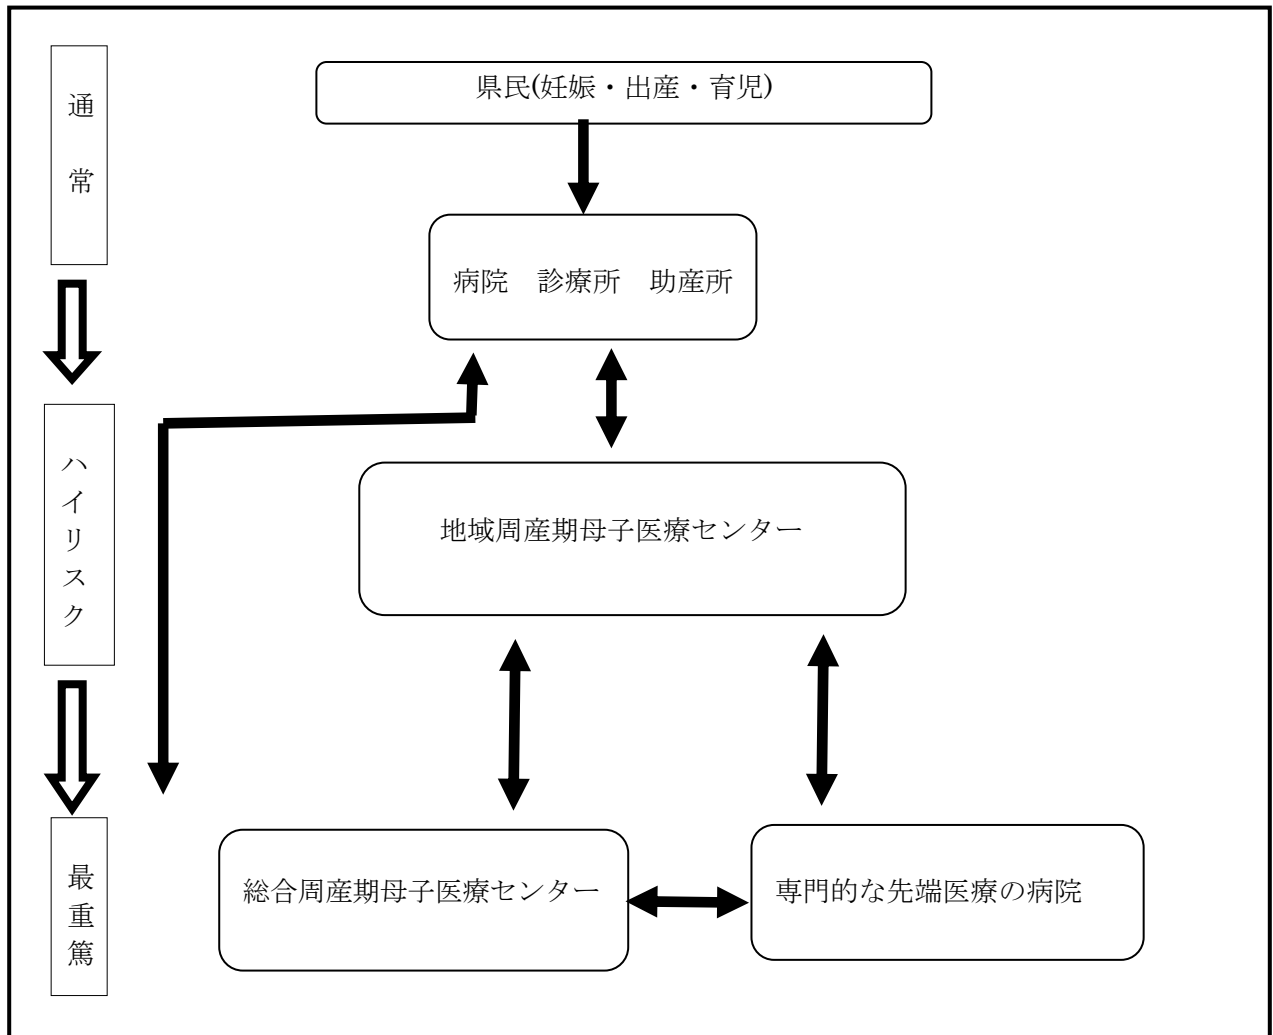 通常
県民(妊娠・出産・育児)
病院　診療所　助産所
ハイリスク
地域周産期母子医療センター
最重篤
総合周産期母子医療センター
専門的な先端医療の病院